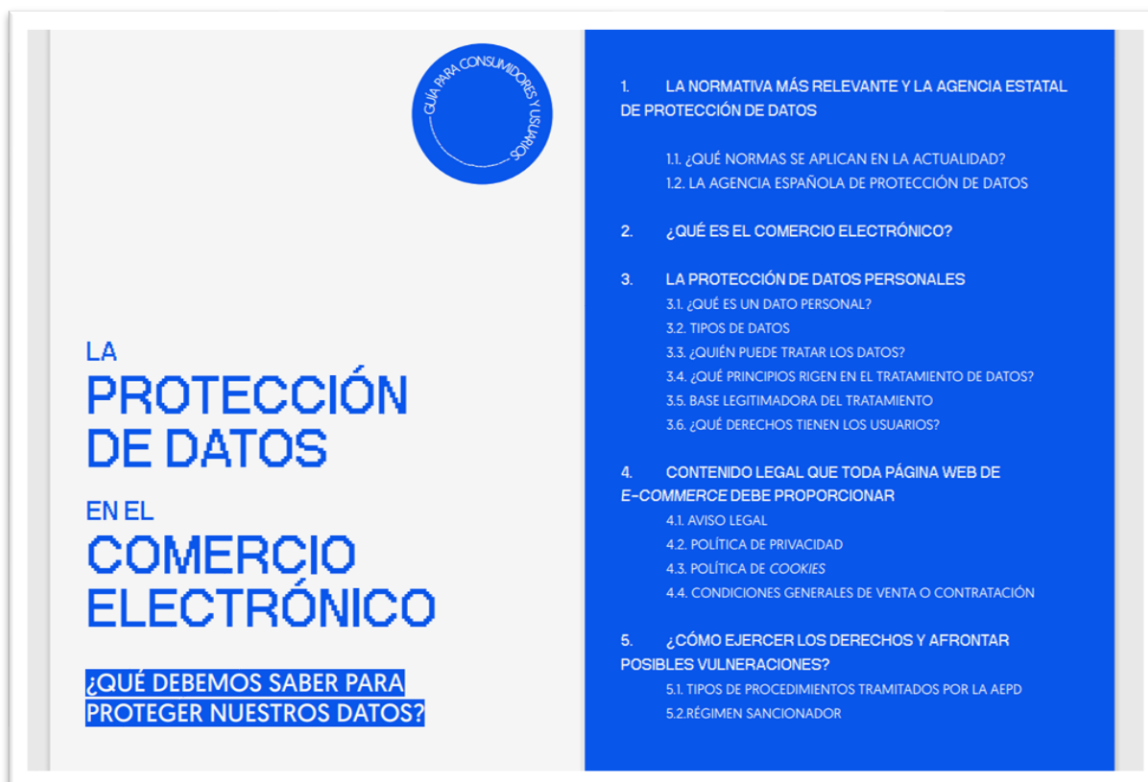 GUÍA PARA CONSUMIDORES Y USUARIOS
LA
PROTECCIÓN
DE DATOS
EN EL
COMERCIO
ELECTRÓNICO
¿QUÉ DEBEMOS SABER PARA
PROTEGER NUESTROS DATOS?
1. LA NORMATIVA MÁS RELEVANTE Y LA AGENCIA ESTATAL
DE PROTECCIÓN DE DATOS
1.1. ¿QUÉ NORMAS SE APLICAN EN LA ACTUALIDAD?
1.2. LA AGENCIA ESPAÑOLA DE PROTECCIÓN DE DATOS
2. ¿QUÉ ES EL COMERCIO ELECTRÓNICO?
3. LA PROTECCIÓN DE DATOS PERSONALES
3.1. ¿QUÉ ES UN DATO PERSONAL?
3.2. TIPOS DE DATOS
3.3. ¿QUIÉN PUEDE TRATAR LOS DATOS?
3.4. ¿QUÉ PRINCIPIOS RIGEN EN EL TRATAMIENTO DE DATOS?
3.5. BASE LEGITIMADORA DEL TRATAMIENTO
3.6. ¿QUÉ DERECHOS TIENEN LOS USUARIOS?
4. CONTENIDO LEGAL QUE TODA PÁGINA WEB DE
E-COMMERCE DEBE PROPORCIONAR
4.1. AVISO LEGAL
4.2. POLÍTICA DE PRIVACIDAD
4.3. POLÍTICA DE COOKIES
4.4. CONDICIONES GENERALES DE VENTA O CONTRATACIÓN
5. ¿CÓMO EJERCER LOS DERECHOS Y AFRONTAR
POSIBLES VULNERACIONES?
5.1. TIPOS DE PROCEDIMIENTOS TRAMITADOS POR LA AEPD
5.2.RÉGIMEN SANCIONADOR